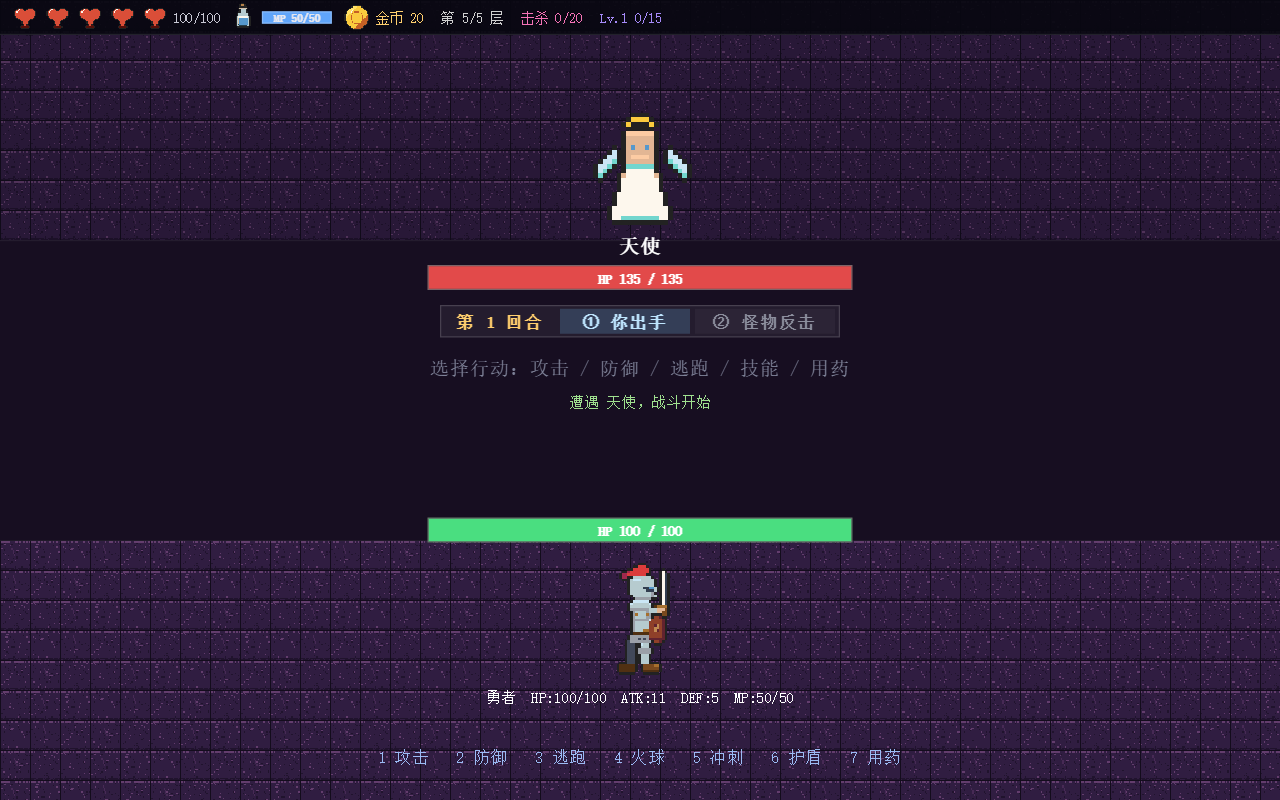 100/100 MP 50/50 金币 20 第 5/5 层 击杀 0/20 Lv.1 0/15
天使
HP 135 / 135
第 1 回合 ① 你出手 ② 怪物反击
选择行动: 攻击 / 防御 / 逃跑 / 技能 / 用药
遭遇 天使，战斗开始
HP 100 / 100
勇者 HP:100/100 ATK:11 DEF:5 MP:50/50
1 攻击 2 防御 3 逃跑 4 火球 5 冲刺 6 护盾 7 用药